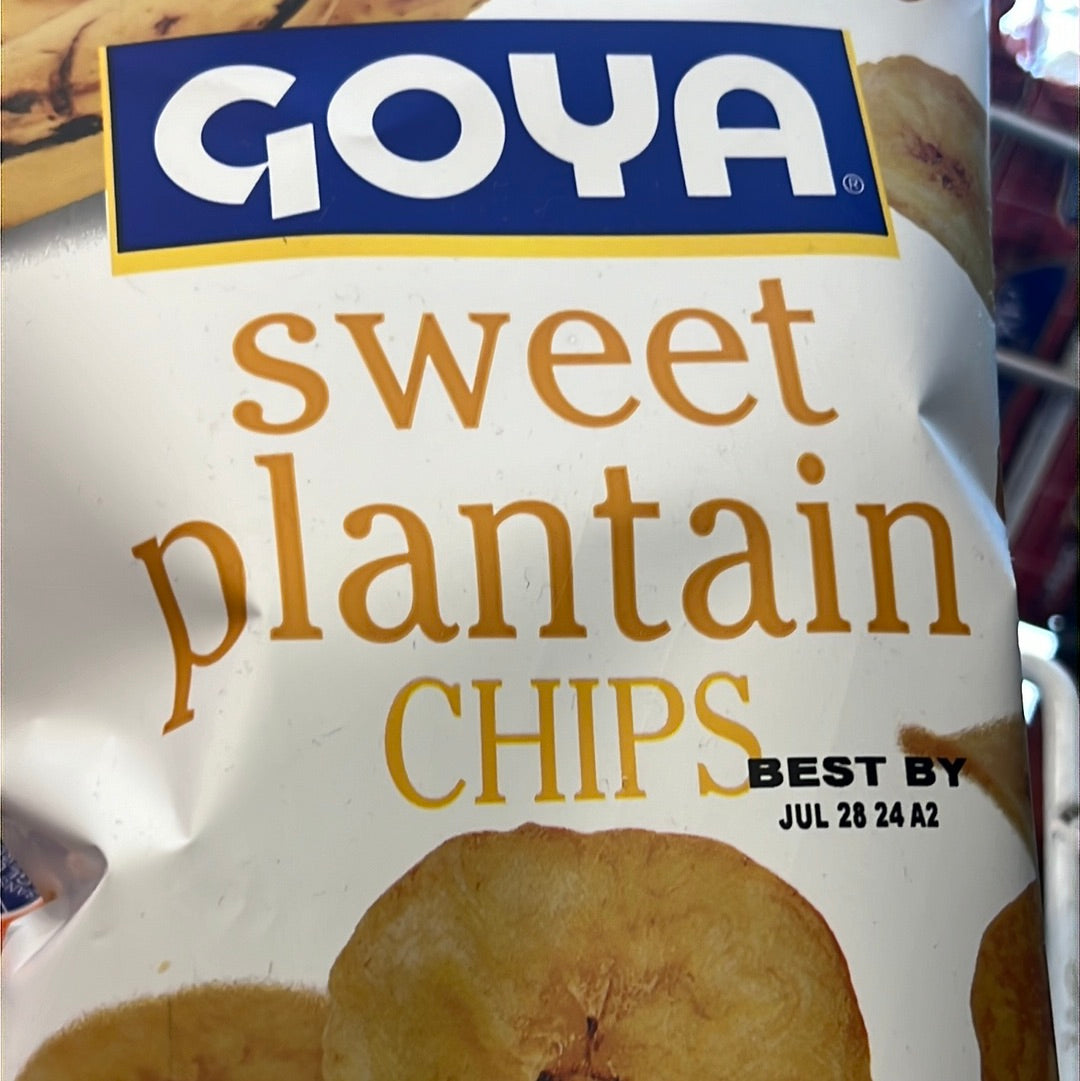 GOYA®
sweet
plantain
CHIPS
BEST BY
JUL 28 24 A2